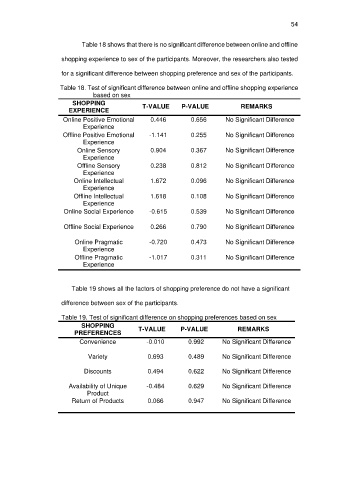 54
Table 18 shows that there is no significant difference between online and offline
shopping experience to sex of the participants. Moreover, the researchers also tested
for a significant difference between shopping preference and sex of the participants.
Table 18. Test of significant difference between online and offline shopping experience
based on sex
SHOPPING EXPERIENCE T-VALUE P-VALUE REMARKS
Online Positive Emotional Experience 0.446 0.656 No Significant Difference
Offline Positive Emotional Experience -1.141 0.255 No Significant Difference
Online Sensory Experience 0.904 0.367 No Significant Difference
Offline Sensory Experience 0.238 0.812 No Significant Difference
Online Intellectual Experience 1.672 0.096 No Significant Difference
Offline Intellectual Experience 1.618 0.108 No Significant Difference
Online Social Experience -0.615 0.539 No Significant Difference
Offline Social Experience 0.266 0.790 No Significant Difference
Online Pragmatic Experience -0.720 0.473 No Significant Difference
Offline Pragmatic Experience -1.017 0.311 No Significant Difference
Table 19 shows all the factors of shopping preference do not have a significant
difference between sex of the participants.
Table 19. Test of significant difference on shopping preferences based on sex
SHOPPING PREFERENCES T-VALUE P-VALUE REMARKS
Convenience -0.010 0.992 No Significant Difference
Variety 0.693 0.489 No Significant Difference
Discounts 0.494 0.622 No Significant Difference
Availability of Unique Product -0.484 0.629 No Significant Difference
Return of Products 0.066 0.947 No Significant Difference